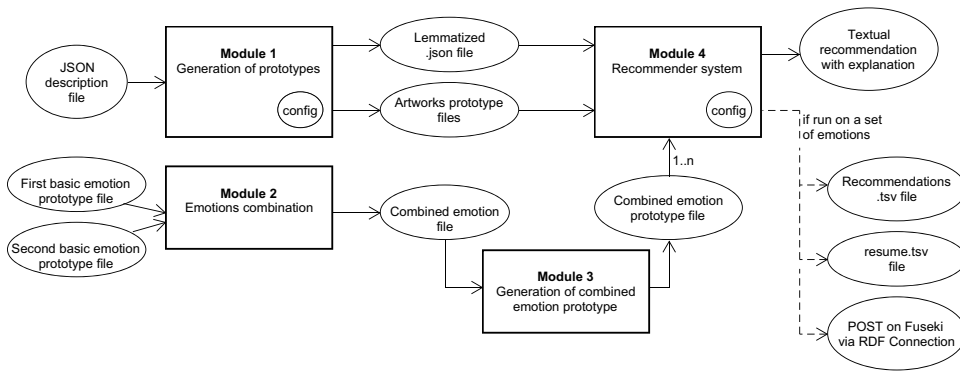 JSON
description
file
Module 1
Generation of prototypes
config
Lemmatized
.json file
Artworks prototype
files
Module 4
Recommender system
config
Textual
recommendation
with explanation
if run on a set
of emotions
1..n
First basic emotion
prototype file
Second basic emotion
prototype file
Module 2
Emotions combination
Combined emotion
file
Module 3
Generation of combined
emotion prototype
Combined emotion
prototype file
Recommendations
.tsv file
resume.tsv
file
POST on Fuseki
via RDF Connection